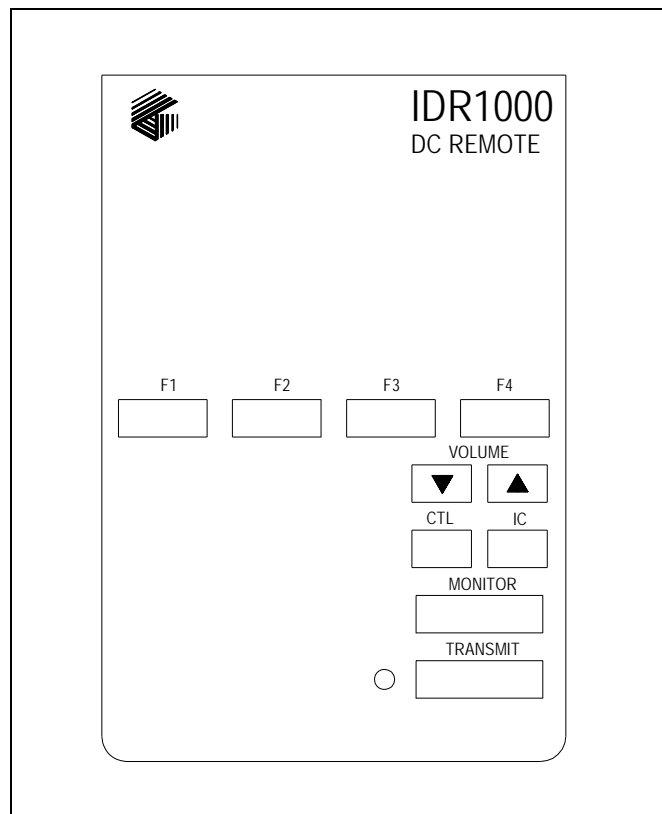 IDR1000
DC REMOTE
F1 F2 F3 F4
VOLUME
CTL IC
MONITOR
TRANSMIT